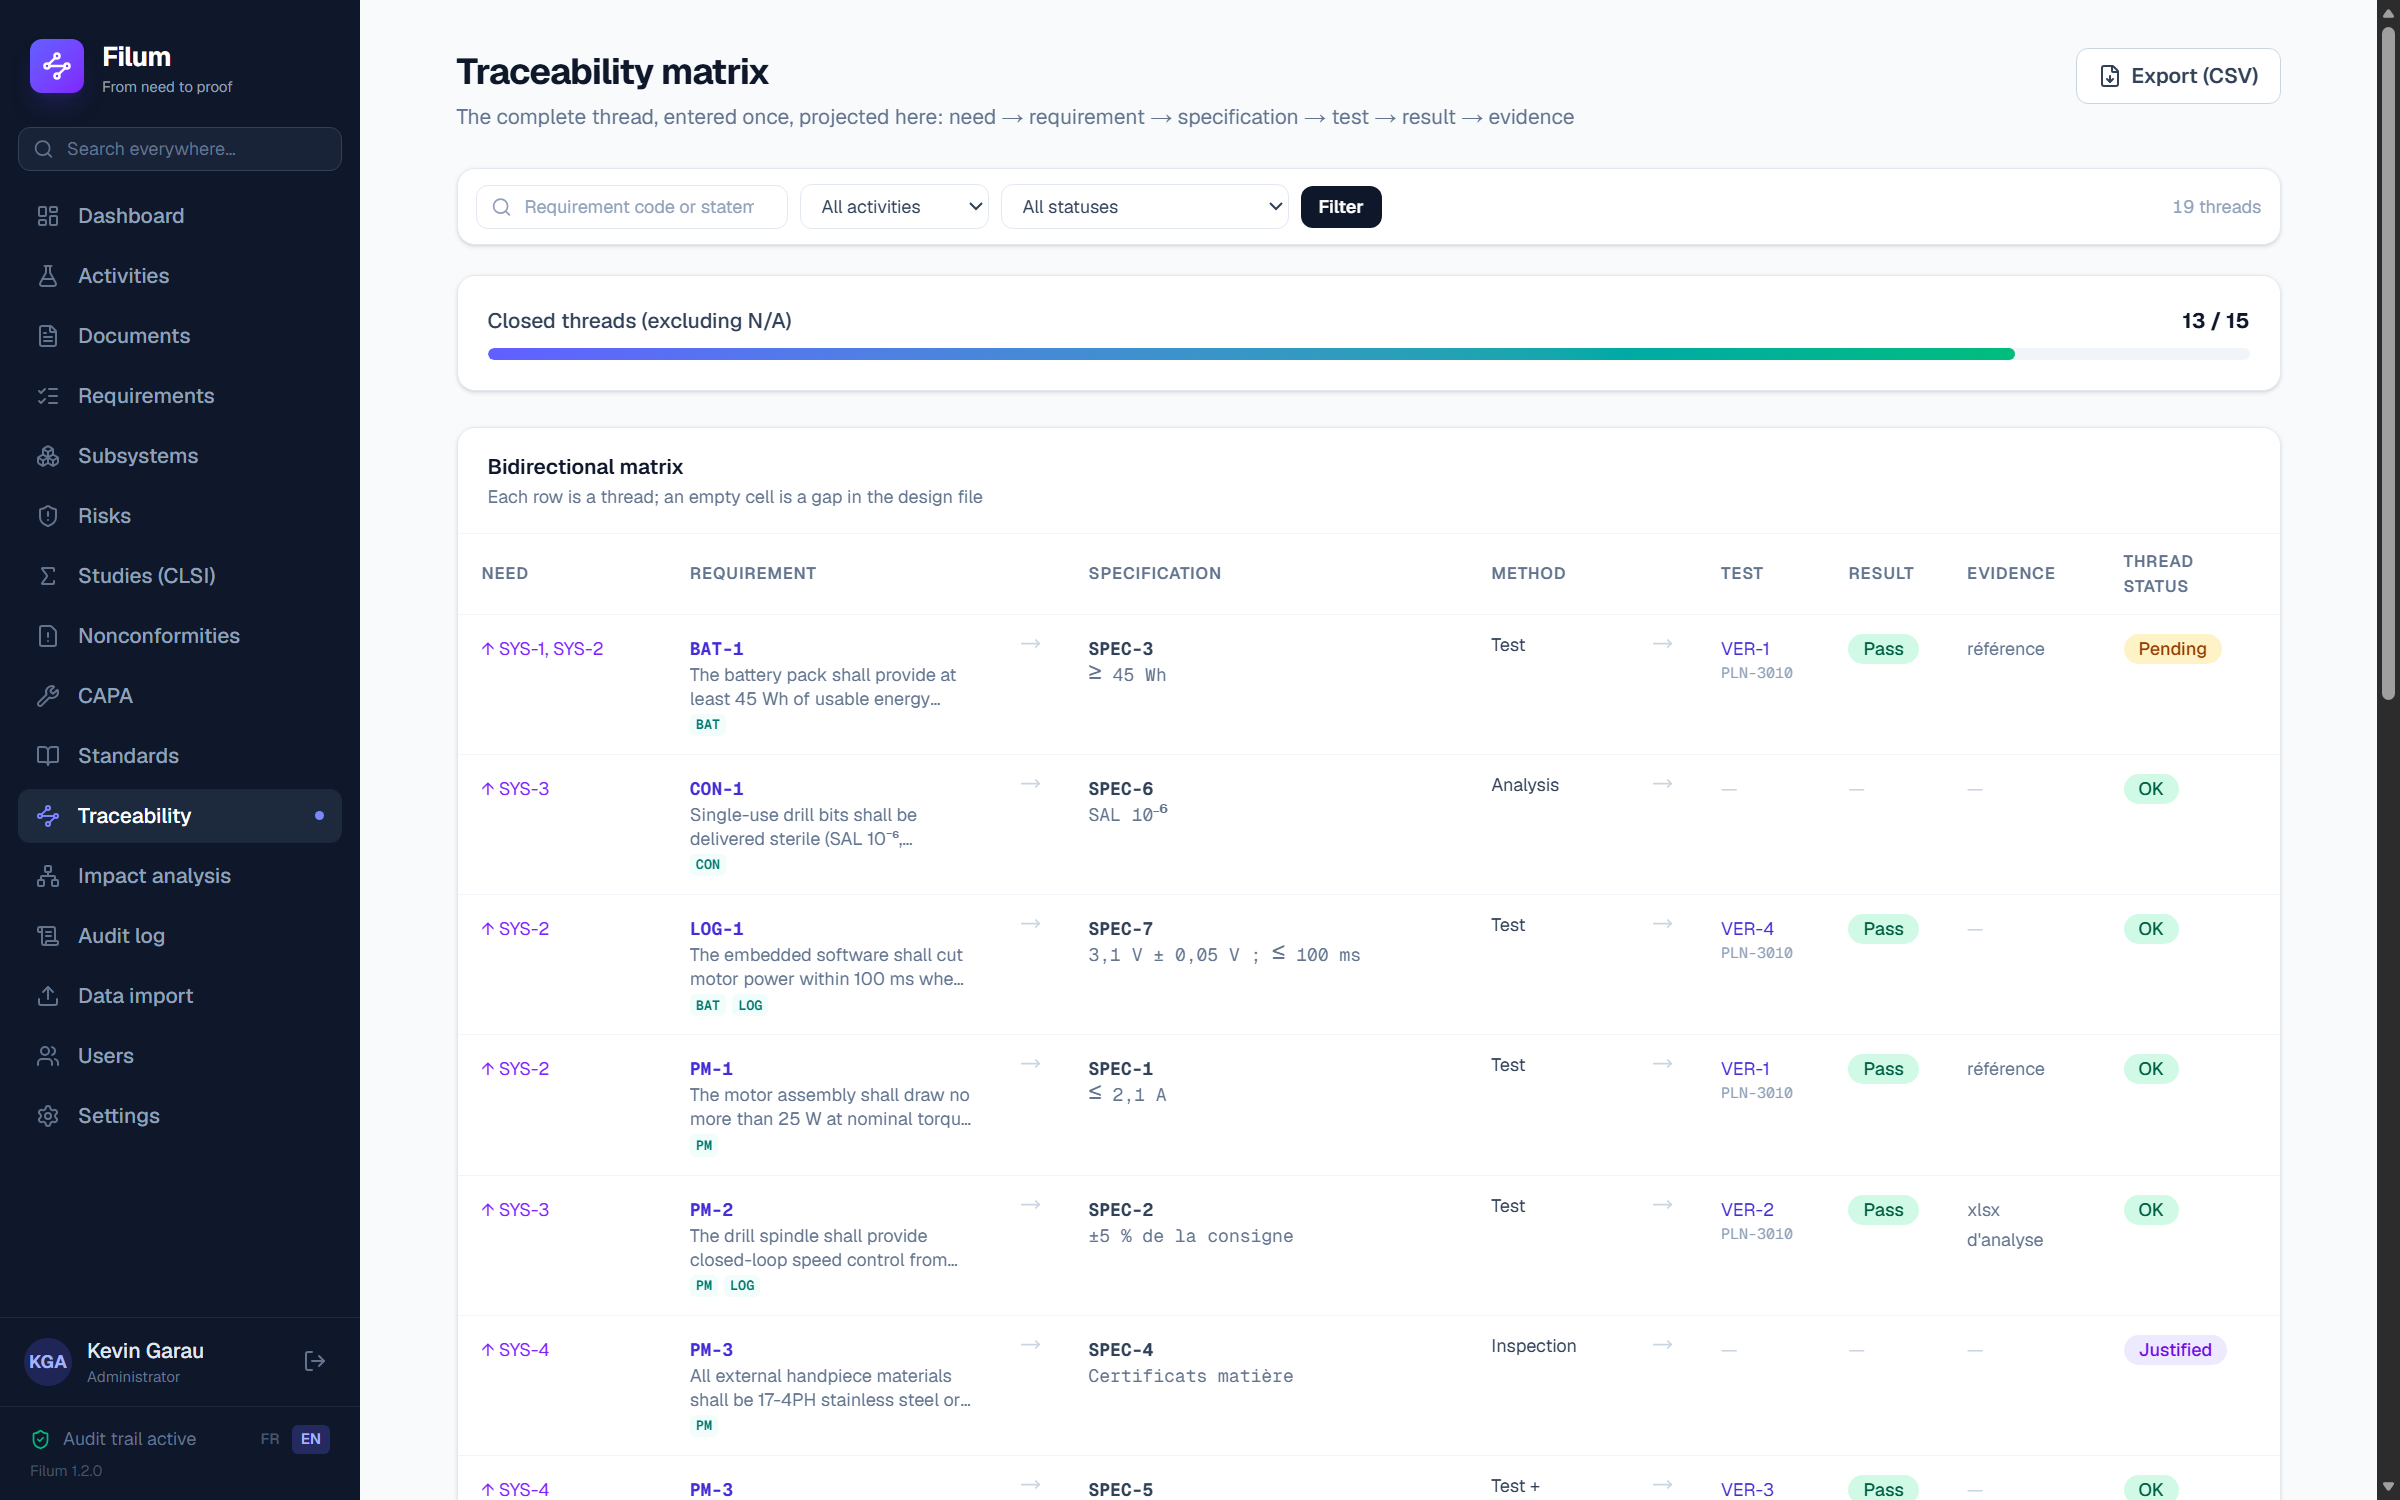 Filum
From need to proof
Search everywhere...
Dashboard
Activities
Documents
Requirements
Subsystems
Risks
Studies (CLSI)
Nonconformities
CAPA
Standards
Traceability
Impact analysis
Audit log
Data import
Users
Settings
KGA
Kevin Garau
Administrator
Audit trail active
FR
EN
Filum 1.2.0
Traceability matrix
The complete thread, entered once, projected here: need → requirement → specification → test → result → evidence
Export (CSV)
Requirement code or statem
All activities
All statuses
Filter
19 threads
Closed threads (excluding N/A)
13 / 15
Bidirectional matrix
Each row is a thread; an empty cell is a gap in the design file
NEED REQUIREMENT SPECIFICATION METHOD TEST RESULT EVIDENCE THREAD STATUS
↑ SYS-1, SYS-2 BAT-1 → SPEC-3 Test → VER-1 Pass référence Pending
The battery pack shall provide at ≥ 45 Wh PLN-3010
least 45 Wh of usable energy...
BAT
↑ SYS-3 CON-1 → SPEC-6 Analysis → — — — OK
Single-use drill bits shall be SAL 10⁻⁶
delivered sterile (SAL 10⁻⁶,...
CON
↑ SYS-2 LOG-1 → SPEC-7 Test → VER-4 Pass — OK
The embedded software shall cut 3,1 V ± 0,05 V ; ≤ 100 ms PLN-3010
motor power within 100 ms whe...
BAT LOG
↑ SYS-2 PM-1 → SPEC-1 Test → VER-1 Pass référence OK
The motor assembly shall draw no ≤ 2,1 A PLN-3010
more than 25 W at nominal torqu...
PM
↑ SYS-3 PM-2 → SPEC-2 Test → VER-2 Pass xlsx OK
The drill spindle shall provide ±5 % de la consigne PLN-3010 d'analyse
closed-loop speed control from...
PM LOG
↑ SYS-4 PM-3 → SPEC-4 Inspection → — — — Justified
All external handpiece materials Certificats matière
shall be 17-4PH stainless steel or...
PM
↑ SYS-4 PM-3 → SPEC-5 Test + → VER-3 Pass — OK